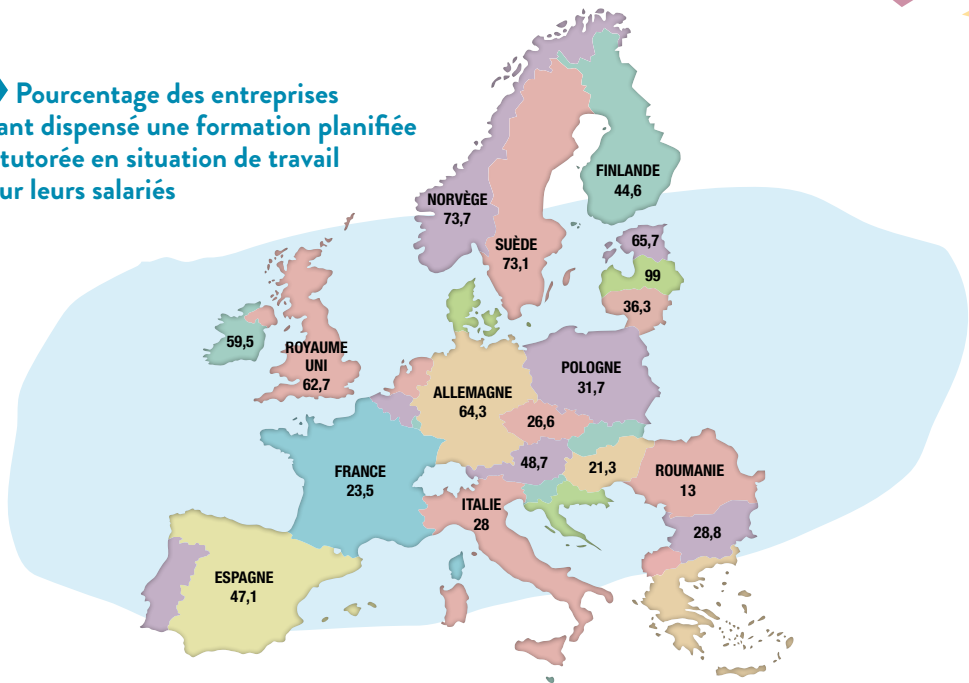 Pourcentage des entreprises
ant dispensé une formation planifiée
tutorée en situation de travail
ur leurs salariés
FINLANDE
44,6
NORVÈGE
73,7
SUÈDE
73,1
65,7
99
36,3
59,5
ROYAUME
UNI
62,7
POLOGNE
31,7
ALLEMAGNE
64,3
26,6
48,7
21,3
ROUMANIE
13
FRANCE
23,5
ITALIE
28
28,8
ESPAGNE
47,1